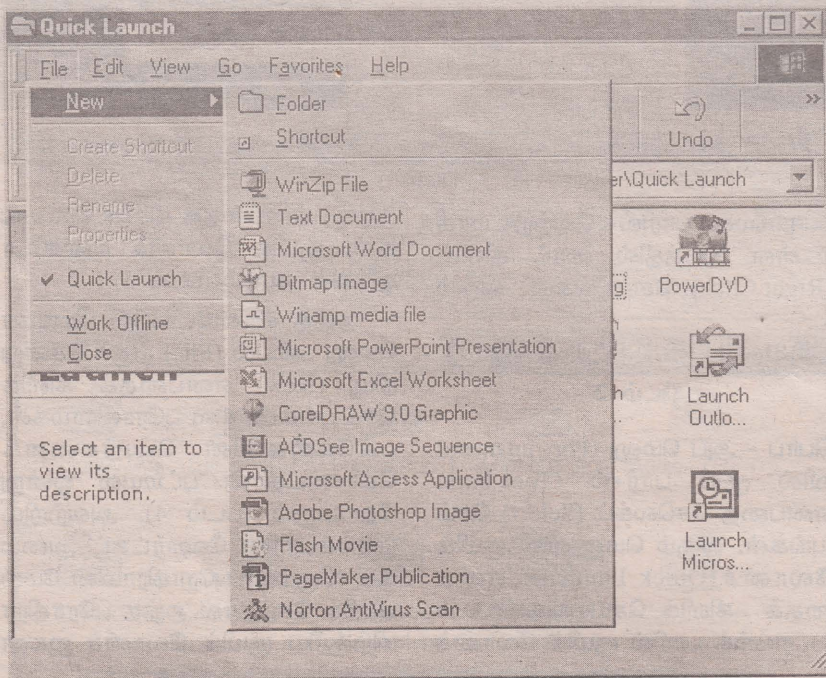 Quick Launch
File Edit View Go Favorites Help
New
Create Shortcut
Delete
Rename
Properties
Quick Launch
Work Offline
Close
Folder
Shortcut
WinZip File
Text Document
Microsoft Word Document
Bitmap Image
Winamp media file
Microsoft PowerPoint Presentation
Microsoft Excel Worksheet
CorelDRAW 9.0 Graphic
ACDSee Image Sequence
Microsoft Access Application
Adobe Photoshop Image
Flash Movie
PageMaker Publication
Norton AntiVirus Scan
Undo
er\Quick Launch
Launch
Select an item to
view its
description.
g
PowerDVD
h
...
Launch
Outlo...
Launch
Micros...